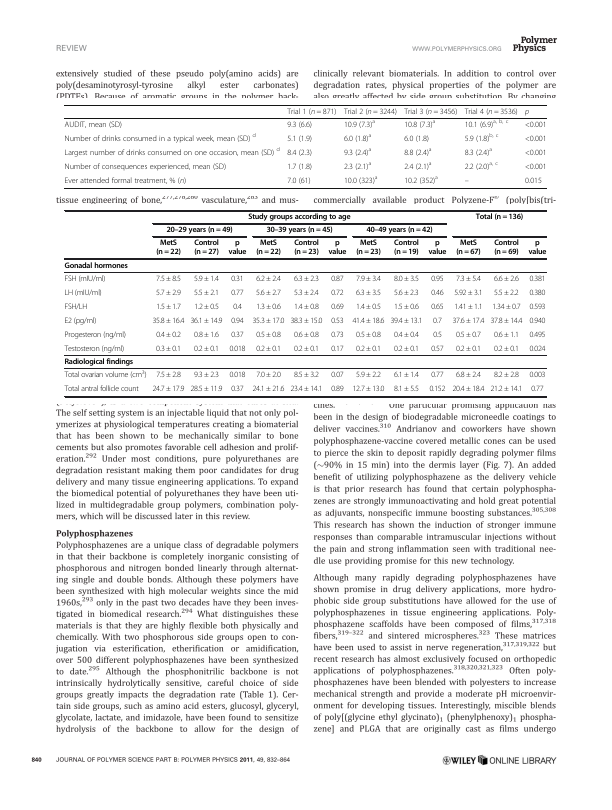 REVIEW
WWW.POLYMERPHYSICS.ORG
Polymer
Physics
extensively studied of these pseudo poly(amino acids) are
poly(desaminotyrosyl-tyrosine alkyl ester carbonates)
(PDTEs). Because of aromatic groups in the polymer back-
clinically relevant biomaterials. In addition to control over
degradation rates, physical properties of the polymer are
also greatly affected by side group substitution. By changing
Trial 1 (n = 871) Trial 2 (n = 3244) Trial 3 (n = 3456) Trial 4 (n = 3536) p
AUDIT, mean (SD) 9.3 (6.6) 10.9 (7.3)a 10.8 (7.3)a 10.1 (6.9)a, b, c <0.001
Number of drinks consumed in a typical week, mean (SD) d 5.1 (1.9) 6.0 (1.8)a 6.0 (1.8) 5.9 (1.8)b, c <0.001
Largest number of drinks consumed on one occasion, mean (SD) d 8.4 (2.3) 9.3 (2.4)a 8.8 (2.4)a 8.3 (2.4)a <0.001
Number of consequences experienced, mean (SD) 1.7 (1.8) 2.3 (2.1)a 2.4 (2.1)a 2.2 (2.0)a, c <0.001
Ever attended formal treatment, % (n) 7.0 (61) 10.0 (323)a 10.2 (352)a – 0.015
tissue engineering of bone, vasculature, and mus-
commercially available product Polyzene-F (poly[bis(tri-
Study groups according to age Total (n = 136)
20–29 years (n = 49) 30–39 years (n = 45) 40–49 years (n = 42)
MetS (n = 22) Control (n = 27) p value MetS (n = 22) Control (n = 23) p value MetS (n = 23) Control (n = 19) p value MetS (n = 67) Control (n = 69) p value
Gonadal hormones
FSH (mIU/ml) 7.5 ± 8.5 5.9 ± 1.4 0.31 6.2 ± 2.4 6.3 ± 2.3 0.87 7.9 ± 3.4 8.0 ± 3.5 0.95 7.3 ± 5.4 6.6 ± 2.6 0.381
LH (mIU/ml) 5.7 ± 2.9 5.5 ± 2.1 0.77 5.6 ± 2.7 5.3 ± 2.4 0.72 6.3 ± 3.5 5.6 ± 2.3 0.46 5.92 ± 3.1 5.5 ± 2.2 0.380
FSH/LH 1.5 ± 1.7 1.2 ± 0.5 0.4 1.3 ± 0.6 1.4 ± 0.8 0.69 1.4 ± 0.5 1.5 ± 0.6 0.65 1.41 ± 1.1 1.34 ± 0.7 0.593
E2 (pg/ml) 35.8 ± 16.4 36.1 ± 14.9 0.94 35.3 ± 17.0 38.3 ± 15.0 0.53 41.4 ± 18.6 39.4 ± 13.1 0.7 37.6 ± 17.4 37.8 ± 14.4 0.940
Progesteron (ng/ml) 0.4 ± 0.2 0.8 ± 1.6 0.37 0.5 ± 0.8 0.6 ± 0.8 0.73 0.5 ± 0.8 0.4 ± 0.4 0.5 0.5 ± 0.7 0.6 ± 1.1 0.495
Testosteron (ng/ml) 0.3 ± 0.1 0.2 ± 0.1 0.018 0.2 ± 0.1 0.2 ± 0.1 0.17 0.2 ± 0.1 0.2 ± 0.1 0.57 0.2 ± 0.1 0.2 ± 0.1 0.024
Radiological findings
Total ovarian volume (cm3) 7.5 ± 2.8 9.3 ± 2.3 0.018 7.0 ± 2.0 8.5 ± 3.2 0.07 5.9 ± 2.2 6.1 ± 1.4 0.77 6.8 ± 2.4 8.2 ± 2.8 0.003
Total antral follicle count 24.7 ± 17.9 28.5 ± 11.9 0.37 24.1 ± 21.6 23.4 ± 14.1 0.89 12.7 ± 13.0 8.1 ± 5.5 0.152 20.4 ± 18.4 21.2 ± 14.1 0.77
The self setting system is an injectable liquid that not only pol-
ymerizes at physiological temperatures creating a biomaterial
that has been shown to be mechanically similar to bone
cements but also promotes favorable cell adhesion and prolif-
eration.292 Under most conditions, pure polyurethanes are
degradation resistant making them poor candidates for drug
delivery and many tissue engineering applications. To expand
the biomedical potential of polyurethanes they have been uti-
lized in multidegradable group polymers, combination poly-
mers, which will be discussed later in this review.
Polyphosphazenes
Polyphosphazenes are a unique class of degradable polymers
in that their backbone is completely inorganic consisting of
phosphorous and nitrogen bonded linearly through alternat-
ing single and double bonds. Although these polymers have
been synthesized with high molecular weights since the mid
1960s,293 only in the past two decades have they been inves-
tigated in biomedical research.294 What distinguishes these
materials is that they are highly flexible both physically and
chemically. With two phosphorous side groups open to con-
jugation via esterification, etherification or amidification,
over 500 different polyphosphazenes have been synthesized
to date.295 Although the phosphonitrilic backbone is not
intrinsically hydrolytically sensitive, careful choice of side
groups greatly impacts the degradation rate (Table 1). Cer-
tain side groups, such as amino acid esters, glucosyl, glyceryl,
glycolate, lactate, and imidazole, have been found to sensitize
hydrolysis of the backbone to allow for the design of
cines. One particular promising application has
been in the design of biodegradable microneedle coatings to
deliver vaccines.310 Andrianov and coworkers have shown
polyphosphazene-vaccine covered metallic cones can be used
to pierce the skin to deposit rapidly degrading polymer films
(~90% in 15 min) into the dermis layer (Fig. 7). An added
benefit of utilizing polyphosphazene as the delivery vehicle
is that prior research has found that certain polyphospha-
zenes are strongly immunoactivating and hold great potential
as adjuvants, nonspecific immune boosting substances.305,308
This research has shown the induction of stronger immune
responses than comparable intramuscular injections without
the pain and strong inflammation seen with traditional nee-
dle use providing promise for this new technology.
Although many rapidly degrading polyphosphazenes have
shown promise in drug delivery applications, more hydro-
phobic side group substitutions have allowed for the use of
polyphosphazenes in tissue engineering applications. Poly-
phosphazene scaffolds have been composed of films,317,318
fibers,319–322 and sintered microspheres.323 These matrices
have been used to assist in nerve regeneration,317,319,322 but
recent research has almost exclusively focused on orthopedic
applications of polyphosphazenes.318,320,321,323 Often poly-
phosphazenes have been blended with polyesters to increase
mechanical strength and provide a moderate pH microenvir-
onment for developing tissues. Interestingly, miscible blends
of poly[(glycine ethyl glycinato)1 (phenylphenoxy)1 phospha-
zene] and PLGA that are originally cast as films undergo
840 JOURNAL OF POLYMER SCIENCE PART B: POLYMER PHYSICS 2011, 49, 832–864
WILEY ONLINE LIBRARY